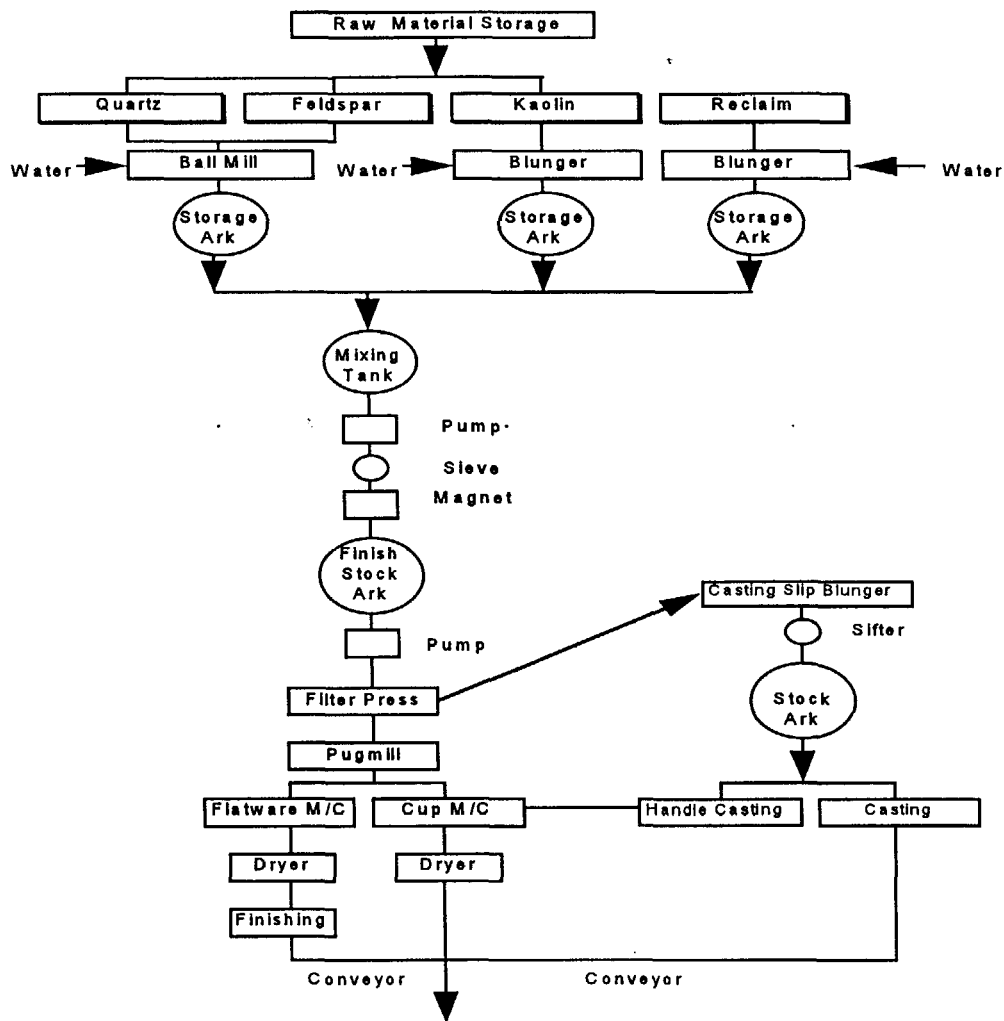 Raw Material Storage
Quartz
Feldspar
Kaolin
Reclaim
Water
Ball Mill
Water
Blunger
Blunger
Water
Storage
Ark
Storage
Ark
Storage
Ark
Mixing
Tank
Pump
Sieve
Magnet
Finish
Stock
Ark
Casting Slip Blunger
Sifter
Pump
Filter Press
Stock
Ark
Pugmill
Flatware M/C
Cup M/C
Handle Casting
Casting
Dryer
Dryer
Finishing
Conveyor
Conveyor